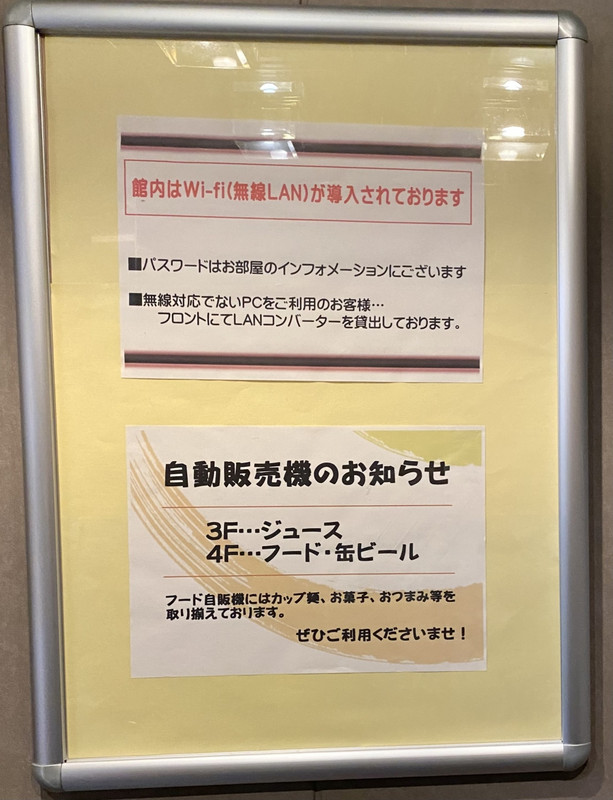 館内はWi-fi(無線LAN)が導入されております
■パスワードはお部屋のインフォメーションにございます
■無線対応でないPCをご利用のお客様…
フロントにてLANコンバーターを貸出しております。
自動販売機のお知らせ
3F…ジュース
4F…フード・缶ビール
フード自販機にはカップ麺、お菓子、おつまみ等を
取り揃えております。
ぜひご利用くださいませ！